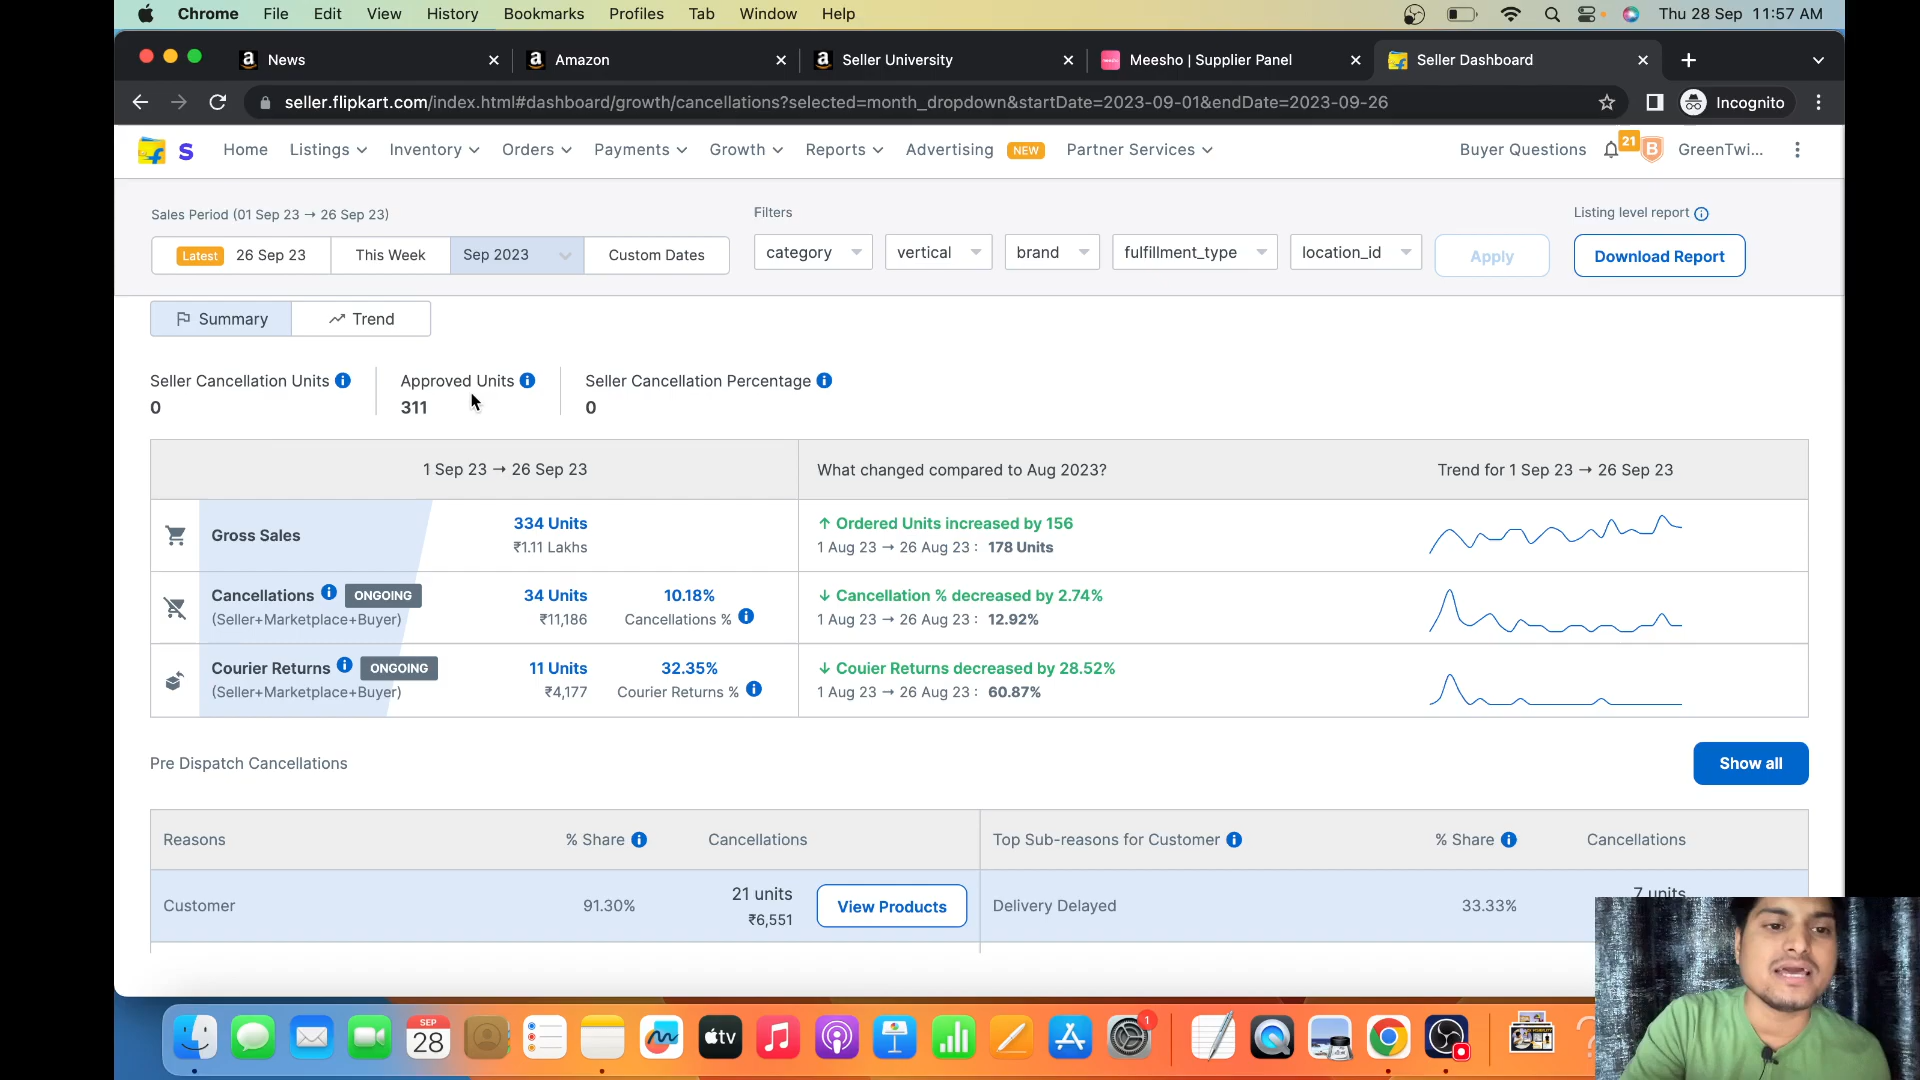 Chrome File Edit View History Bookmarks Profiles Tab Window Help Thu 28 Sep 11:57 AM
News Amazon Seller University Meesho | Supplier Panel Seller Dashboard
seller.flipkart.com/index.html#dashboard/growth/cancellations?selected=month_dropdown&startDate=2023-09-01&endDate=2023-09-26 Incognito
Home Listings Inventory Orders Payments Growth Reports Advertising NEW Partner Services Buyer Questions 21 B GreenTwi...
Sales Period (01 Sep 23 → 26 Sep 23) Filters Listing level report
Latest 26 Sep 23 This Week Sep 2023 Custom Dates category vertical brand fulfillment_type location_id Apply Download Report
Summary Trend
Seller Cancellation Units Approved Units Seller Cancellation Percentage
0 311 0
1 Sep 23 → 26 Sep 23 What changed compared to Aug 2023? Trend for 1 Sep 23 → 26 Sep 23
Gross Sales 334 Units ↑ Ordered Units increased by 156
₹1.11 Lakhs 1 Aug 23 → 26 Aug 23 : 178 Units
Cancellations ONGOING 34 Units 10.18% ↓ Cancellation % decreased by 2.74%
(Seller+Marketplace+Buyer) ₹11,186 Cancellations % 1 Aug 23 → 26 Aug 23 : 12.92%
Courier Returns ONGOING 11 Units 32.35% ↓ Couier Returns decreased by 28.52%
(Seller+Marketplace+Buyer) ₹4,177 Courier Returns % 1 Aug 23 → 26 Aug 23 : 60.87%
Pre Dispatch Cancellations Show all
Reasons % Share Cancellations Top Sub-reasons for Customer % Share Cancellations
Customer 91.30% 21 units View Products Delivery Delayed 33.33% 7 units
₹6,551
SEP
28
tv
1